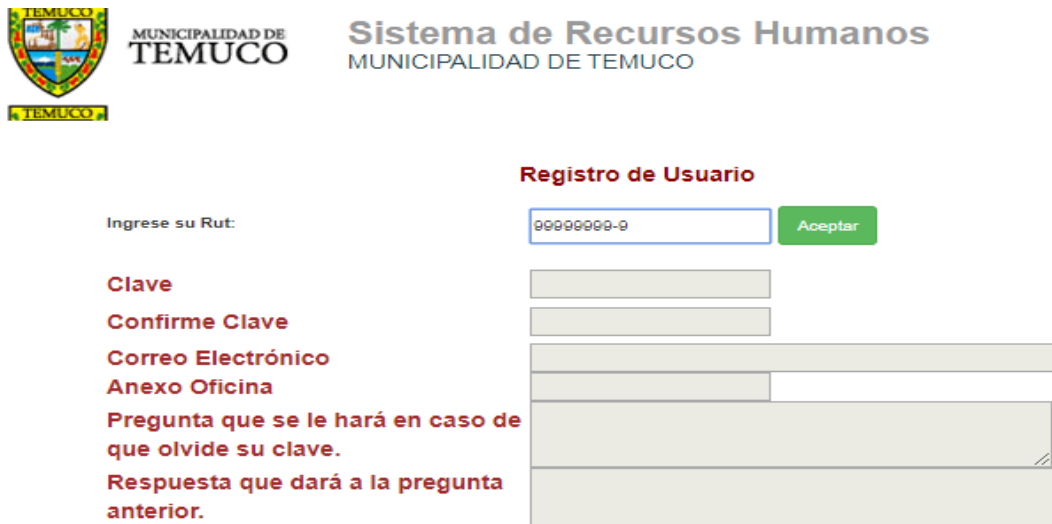 TEMUCO
MUNICIPALIDAD DE
TEMUCO
TEMUCO
Sistema de Recursos Humanos
MUNICIPALIDAD DE TEMUCO
Registro de Usuario
Ingrese su Rut:
99999999-9
Aceptar
Clave
Confirme Clave
Correo Electrónico
Anexo Oficina
Pregunta que se le hará en caso de
que olvide su clave.
Respuesta que dará a la pregunta
anterior.